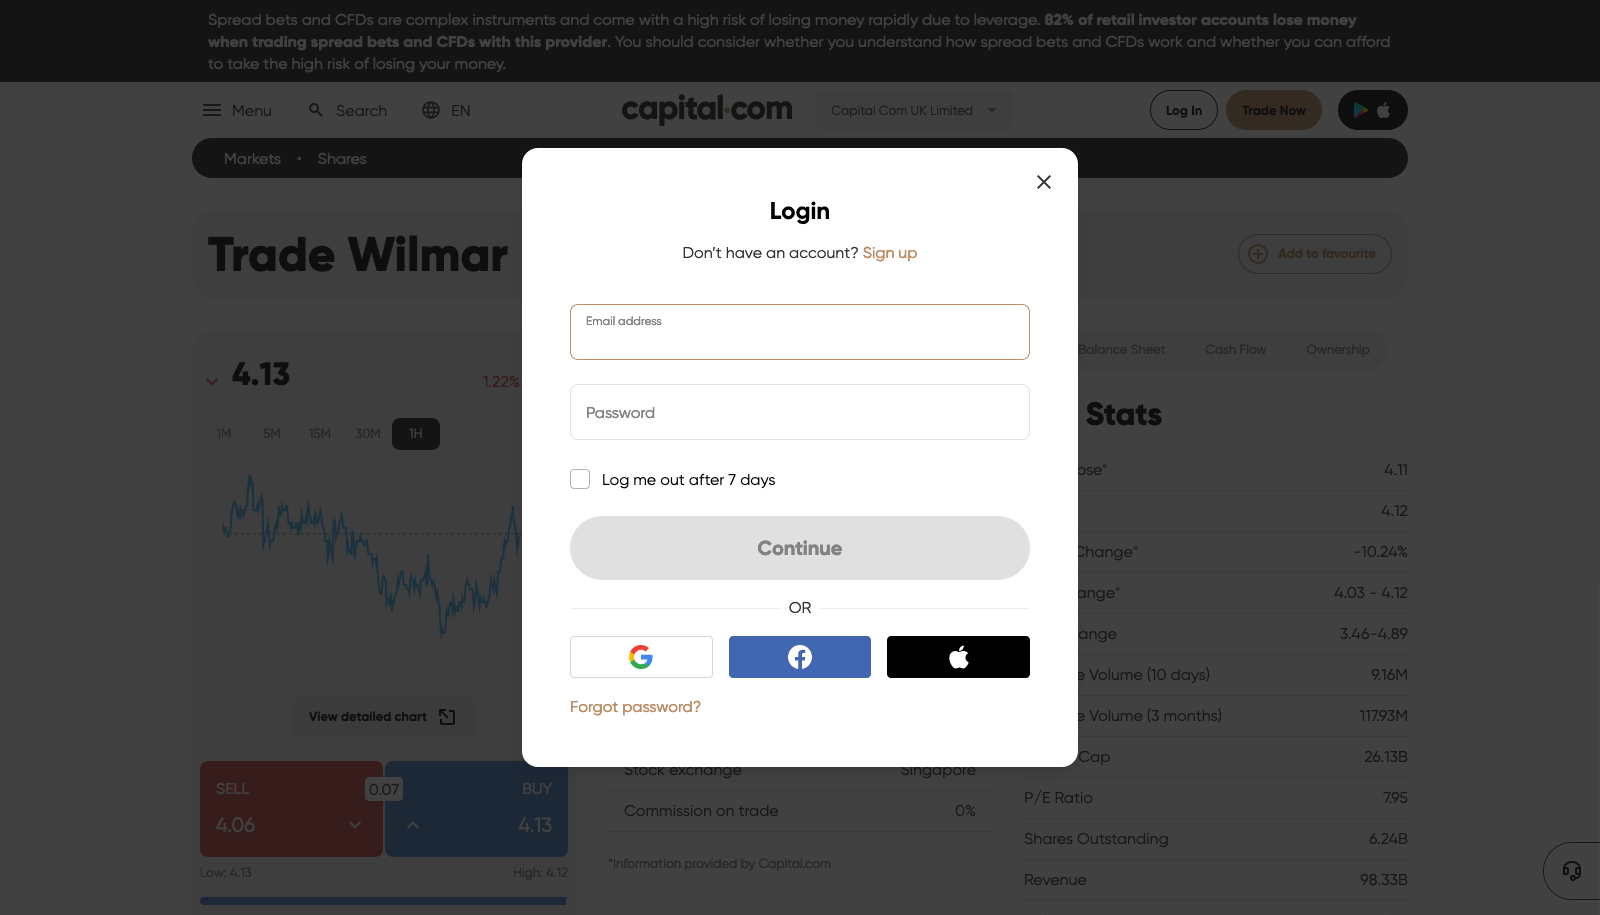 Spread bets and CFDs are complex instruments and come with a high risk of losing money rapidly due to leverage. 82% of retail investor accounts lose money
when trading spread bets and CFDs with this provider. You should consider whether you understand how spread bets and CFDs work and whether you can afford
to take the high risk of losing your money.
Menu Search EN capital.com Capital Com UK Limited Log In Trade Now
Markets • Shares
Trade Wilmar
Add to favourite
Login
Don't have an account? Sign up
Email address
Password
Log me out after 7 days
Continue
OR
Forgot password?
4.13 1.22%
1M 5M 15M 30M 1H
View detailed chart
SELL 0.07 BUY
4.06 4.13
Low: 4.13 High: 4.12
Stock exchange Singapore
Commission on trade 0%
*Information provided by Capital.com
Balance Sheet Cash Flow Ownership
Stats
ose* 4.11
4.12
Change* -10.24%
ange* 4.03 - 4.12
ange 3.46-4.89
e Volume (10 days) 9.16M
e Volume (3 months) 117.93M
Cap 26.13B
P/E Ratio 7.95
Shares Outstanding 6.24B
Revenue 98.33B